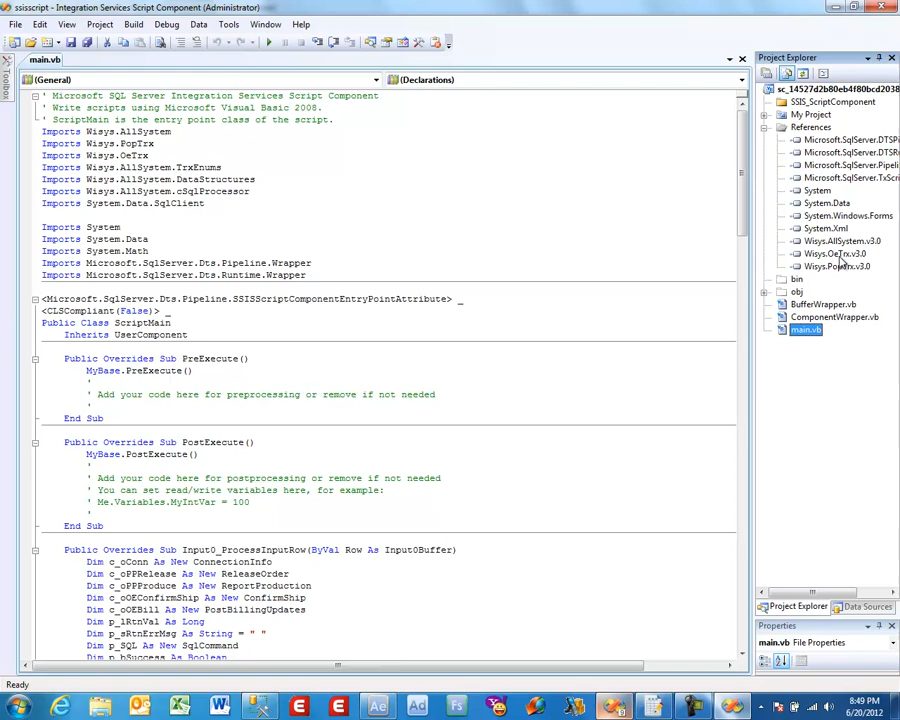 ssisscript - Integration Services Script Component (Administrator)
File Edit View Project Build Debug Data Tools Window Help
main.vb
Project Explorer
Toolbox
(General)
(Declarations)
' Microsoft SQL Server Integration Services Script Component
' Write scripts using Microsoft Visual Basic 2008.
' ScriptMain is the entry point class of the script.
Imports Wisys.AllSystem
Imports Wisys.PopTrx
Imports Wisys.OeTrx
Imports Wisys.AllSystem.TrxEnums
Imports Wisys.AllSystem.DataStructures
Imports Wisys.AllSystem.cSqlProcessor
Imports System.Data.SqlClient
Imports System
Imports System.Data
Imports System.Math
Imports Microsoft.SqlServer.Dts.Pipeline.Wrapper
Imports Microsoft.SqlServer.Dts.Runtime.Wrapper
<Microsoft.SqlServer.Dts.Pipeline.SSISScriptComponentEntryPointAttribute> _
<CLSCompliant(False)> _
Public Class ScriptMain
Inherits UserComponent
Public Overrides Sub PreExecute()
MyBase.PreExecute()
'
' Add your code here for preprocessing or remove if not needed
'
End Sub
Public Overrides Sub PostExecute()
MyBase.PostExecute()
'
' Add your code here for postprocessing or remove if not needed
' You can set read/write variables here, for example:
' Me.Variables.MyIntVar = 100
'
End Sub
Public Overrides Sub Input0_ProcessInputRow(ByVal Row As Input0Buffer)
Dim c_oConn As New ConnectionInfo
Dim c_oPPRelease As New ReleaseOrder
Dim c_oPPProduce As New ReportProduction
Dim c_oOEConfirmShip As New ConfirmShip
Dim c_oOEBill As New PostBillingUpdates
Dim p_lRtnVal As Long
Dim p_sRtnErrMsg As String = " "
Dim p_SQL As New SqlCommand
Dim p_bSuccess As Boolean
sc_14527d2b80eb4f80bcd2038
SSIS_ScriptComponent
My Project
References
Microsoft.SqlServer.DTSPi
Microsoft.SqlServer.DTSRu
Microsoft.SqlServer.Pipeli
Microsoft.SqlServer.TxScri
System
System.Data
System.Windows.Forms
System.Xml
Wisys.AllSystem.v3.0
Wisys.OeTrx.v3.0
Wisys.PopTrx.v3.0
bin
obj
BufferWrapper.vb
ComponentWrapper.vb
main.vb
Project Explorer Data Sources
Properties
main.vb File Properties
Ready
8:49 PM
6/20/2012